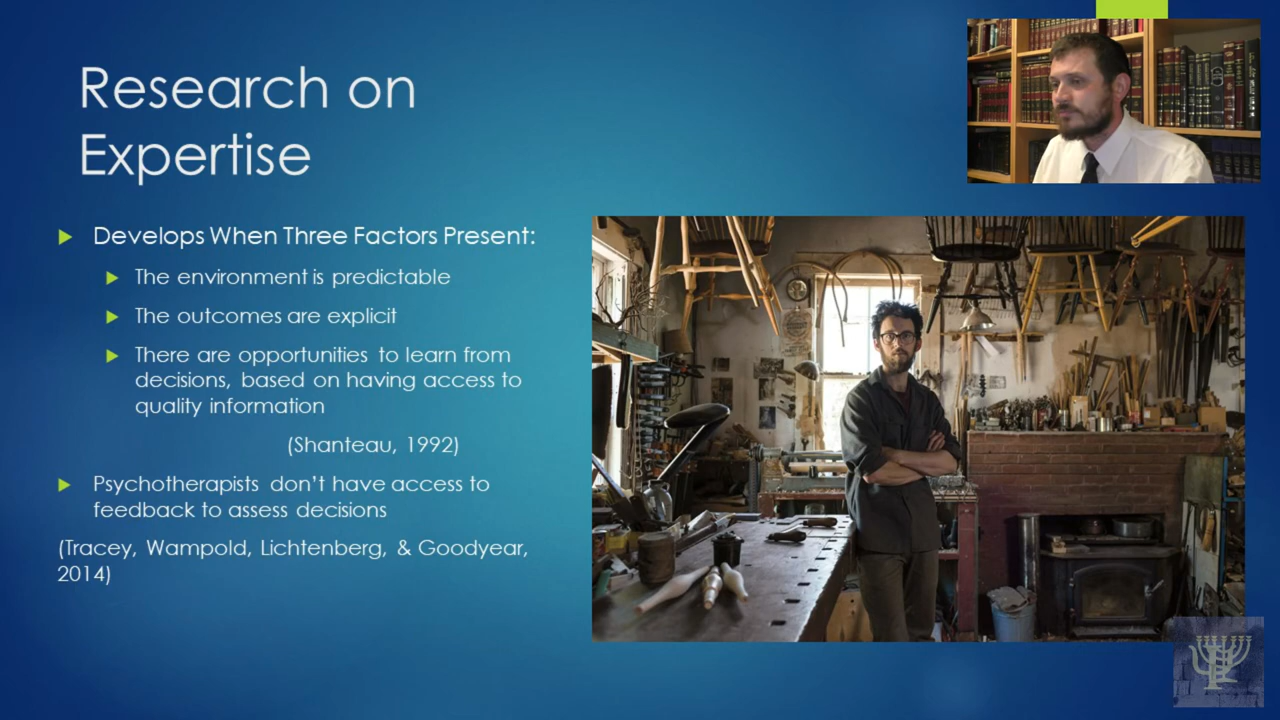 Research on
Expertise
Develops When Three Factors Present:
The environment is predictable
The outcomes are explicit
There are opportunities to learn from
decisions, based on having access to
quality information
(Shanteau, 1992)
Psychotherapists don't have access to
feedback to assess decisions
(Tracey, Wampold, Lichtenberg, & Goodyear,
2014)